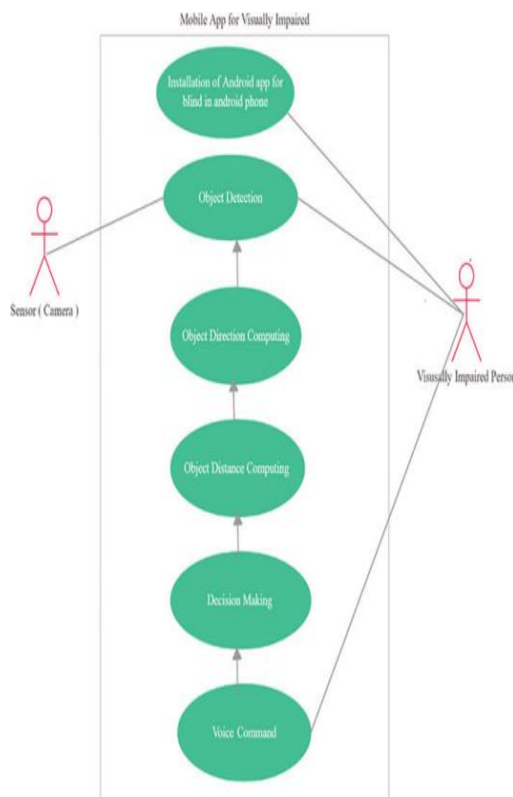 Mobile App for Visually Impaired
Installation of Android app for
blind in android phone
Object Detection
Sensor ( Camera )
Object Direction Computing
Visusally Impaired Person
Object Distance Computing
Decision Making
Voice Command